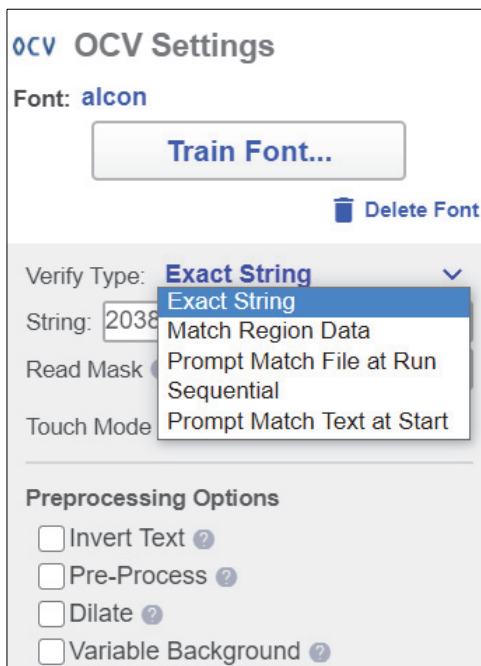 OCV OCV Settings
Font: alcon
Train Font...
Delete Font
Verify Type: Exact String
Exact String
String: 2038
Match Region Data
Read Mask
Prompt Match File at Run
Sequential
Touch Mode
Prompt Match Text at Start
Preprocessing Options
Invert Text ?
Pre-Process ?
Dilate ?
Variable Background ?